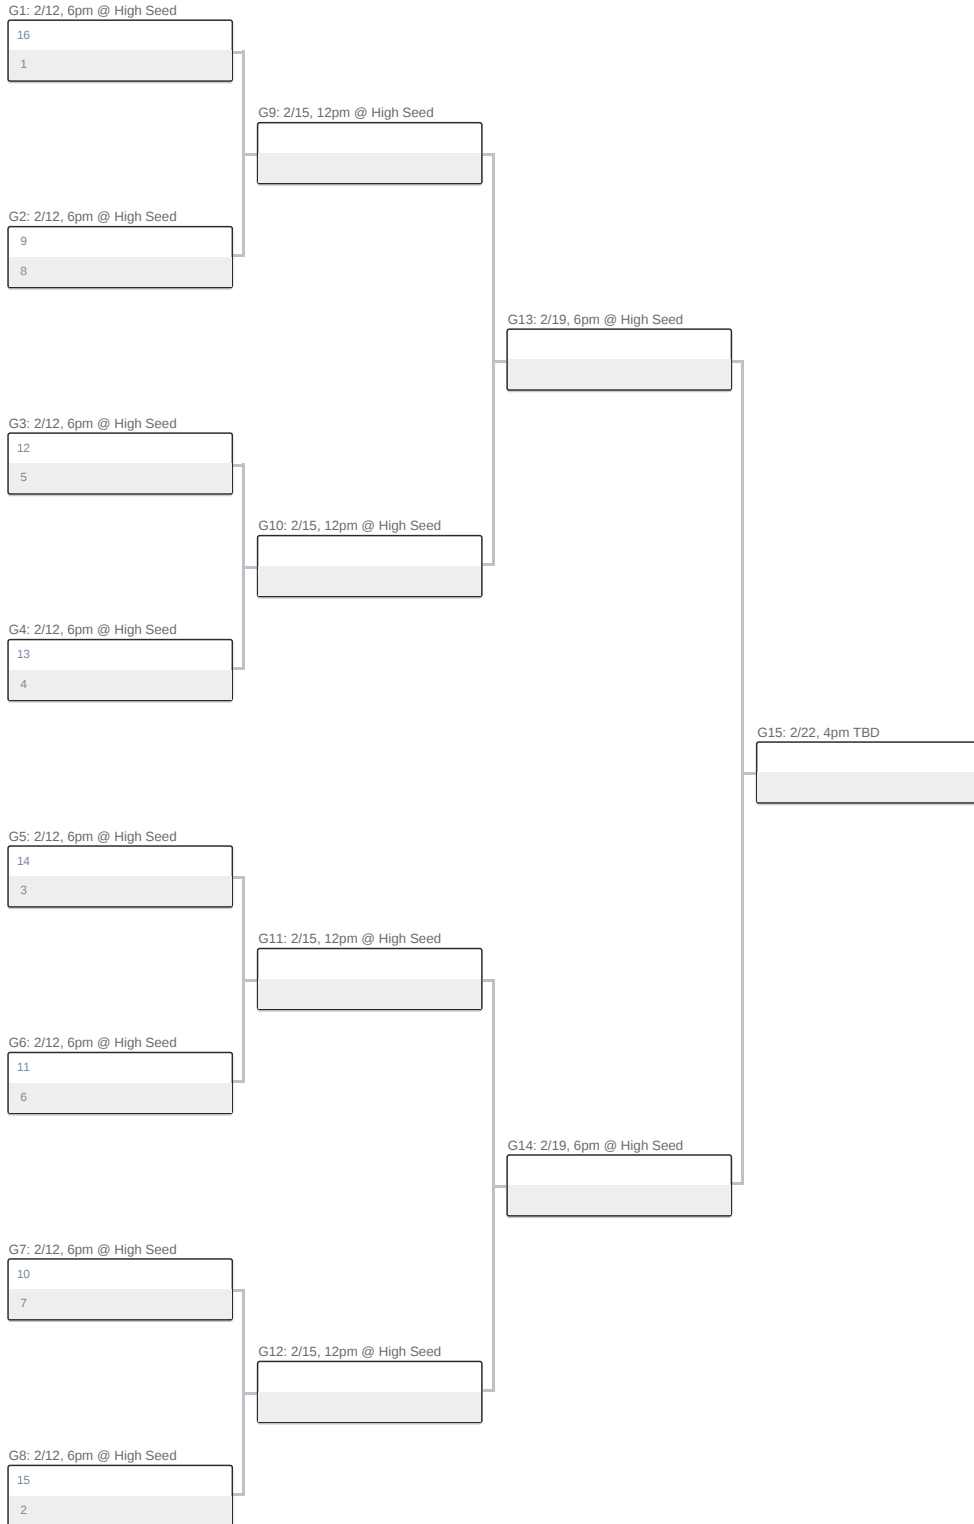 G1: 2/12, 6pm @ High Seed
16
1
G9: 2/15, 12pm @ High Seed
G2: 2/12, 6pm @ High Seed
9
8
G13: 2/19, 6pm @ High Seed
G3: 2/12, 6pm @ High Seed
12
5
G10: 2/15, 12pm @ High Seed
G4: 2/12, 6pm @ High Seed
13
4
G15: 2/22, 4pm TBD
G5: 2/12, 6pm @ High Seed
14
3
G11: 2/15, 12pm @ High Seed
G6: 2/12, 6pm @ High Seed
11
6
G14: 2/19, 6pm @ High Seed
G7: 2/12, 6pm @ High Seed
10
7
G12: 2/15, 12pm @ High Seed
G8: 2/12, 6pm @ High Seed
15
2